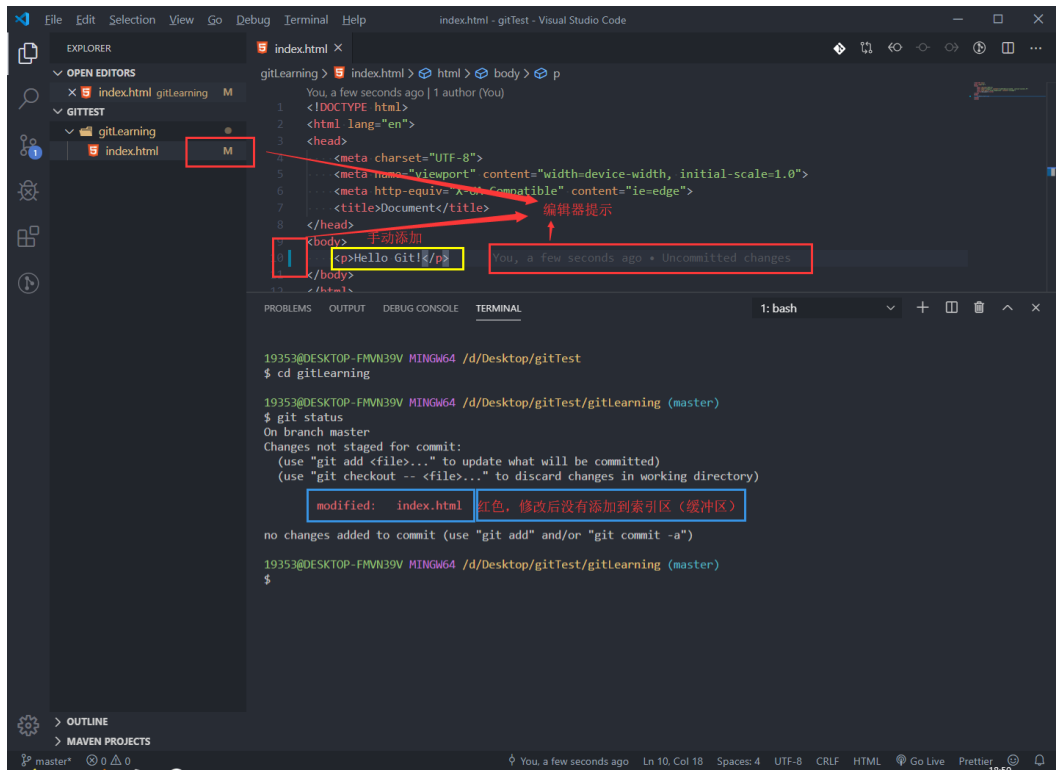 File Edit Selection View Go Debug Terminal Help index.html - gitTest - Visual Studio Code
EXPLORER
OPEN EDITORS
index.html gitLearning M
GITTEST
gitLearning
index.html M
index.html
gitLearning > index.html > html > body > p
You, a few seconds ago | 1 author (You)
1 <!DOCTYPE html>
2 <html lang="en">
3 <head>
4 <meta charset="UTF-8">
5 <meta name="viewport" content="width=device-width, initial-scale=1.0">
6 <meta http-equiv="X-UA-Compatible" content="ie=edge">
7 <title>Document</title>
编辑器提示
8 </head>
9 <body>
手动添加
10 <p>Hello Git!</p> You, a few seconds ago • Uncommitted changes
11 </body>
12 </html>
PROBLEMS OUTPUT DEBUG CONSOLE TERMINAL 1: bash
19353@DESKTOP-FMVN39V MINGW64 /d/Desktop/gitTest
$ cd gitLearning
19353@DESKTOP-FMVN39V MINGW64 /d/Desktop/gitTest/gitLearning (master)
$ git status
On branch master
Changes not staged for commit:
(use "git add <file>..." to update what will be committed)
(use "git checkout -- <file>..." to discard changes in working directory)
modified: index.html 红色，修改后没有添加到索引区（缓冲区）
no changes added to commit (use "git add" and/or "git commit -a")
19353@DESKTOP-FMVN39V MINGW64 /d/Desktop/gitTest/gitLearning (master)
$
OUTLINE
MAVEN PROJECTS
master* 0 0 You, a few seconds ago Ln 10, Col 18 Spaces: 4 UTF-8 CRLF HTML Go Live Prettier